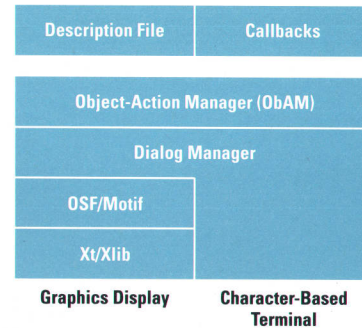 Description File
Callbacks
Object-Action Manager (ObAM)
Dialog Manager
OSF/Motif
Xt/Xlib
Graphics Display
Character-Based
Terminal